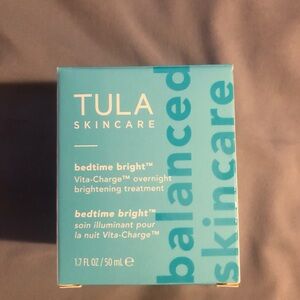 TULA
SKINCARE
bedtime bright™
Vita-Charge™ overnight
brightening treatment
bedtime bright™
soin illuminant pour
la nuit Vita-Charge™
1.7 FL OZ / 50 mL ℮
balanced
skincare